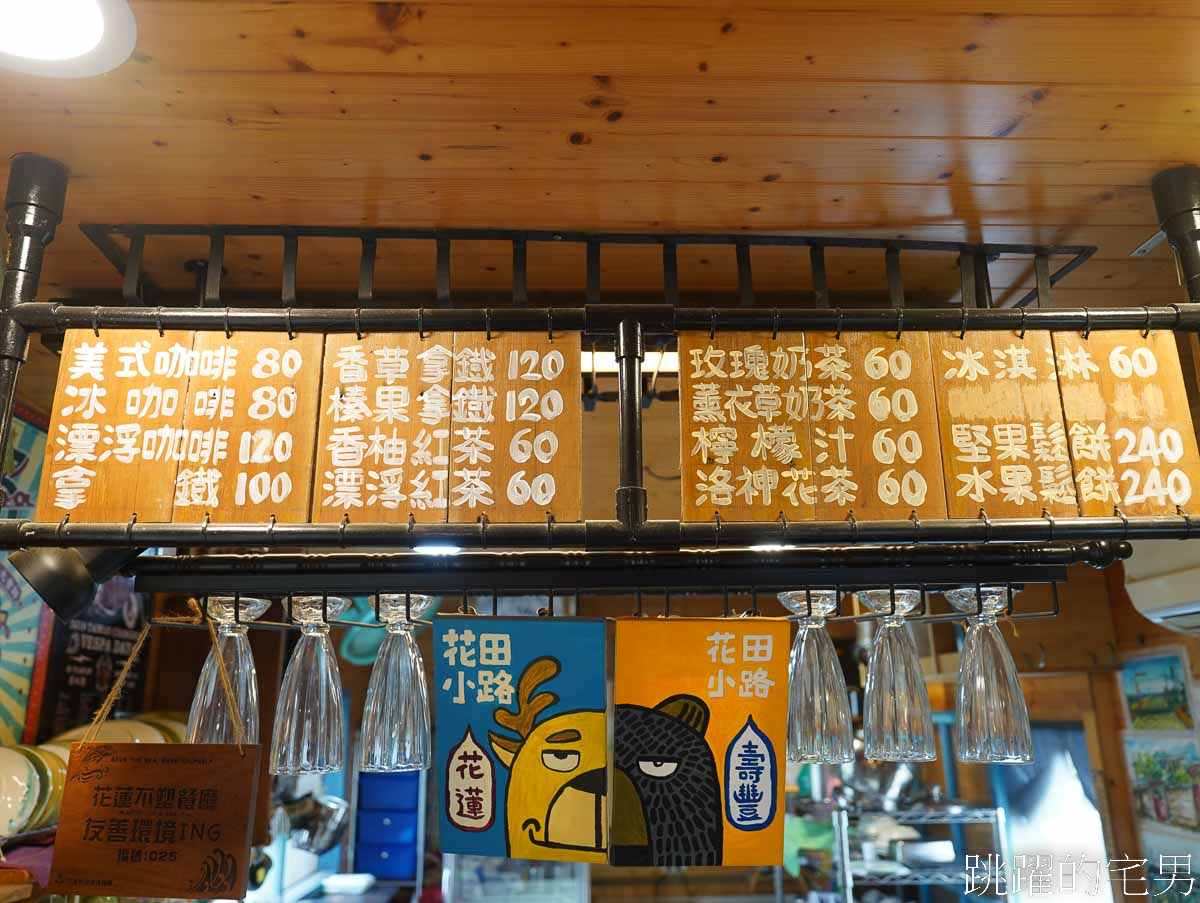 美式咖啡 80
冰咖啡 80
漂浮咖啡 120
拿鐵 100
香草拿鐵 120
榛果拿鐵 120
香柚紅茶 60
漂浮紅茶 60
玫瑰奶茶 60
薰衣草奶茶 60
檸檬汁 60
洛神花茶 60
冰淇淋 60
堅果鬆餅 240
水果鬆餅 240
花田
小路
花蓮
花田
小路
壽豐
花蓮不塑餐廳
友善環境ING
編號:025
跳躍的宅男